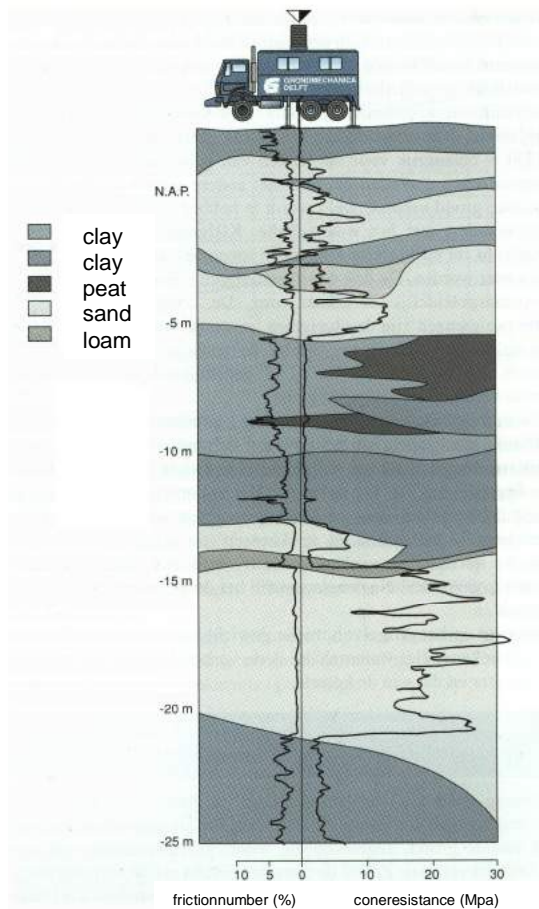 GRONDMECHANICA
DELFT
N.A.P.
clay
clay
peat
sand
loam
-5 m
-10 m
-15 m
-20 m
-25 m
10 5 0 10 20 30
frictionnumber (%) coneresistance (Mpa)